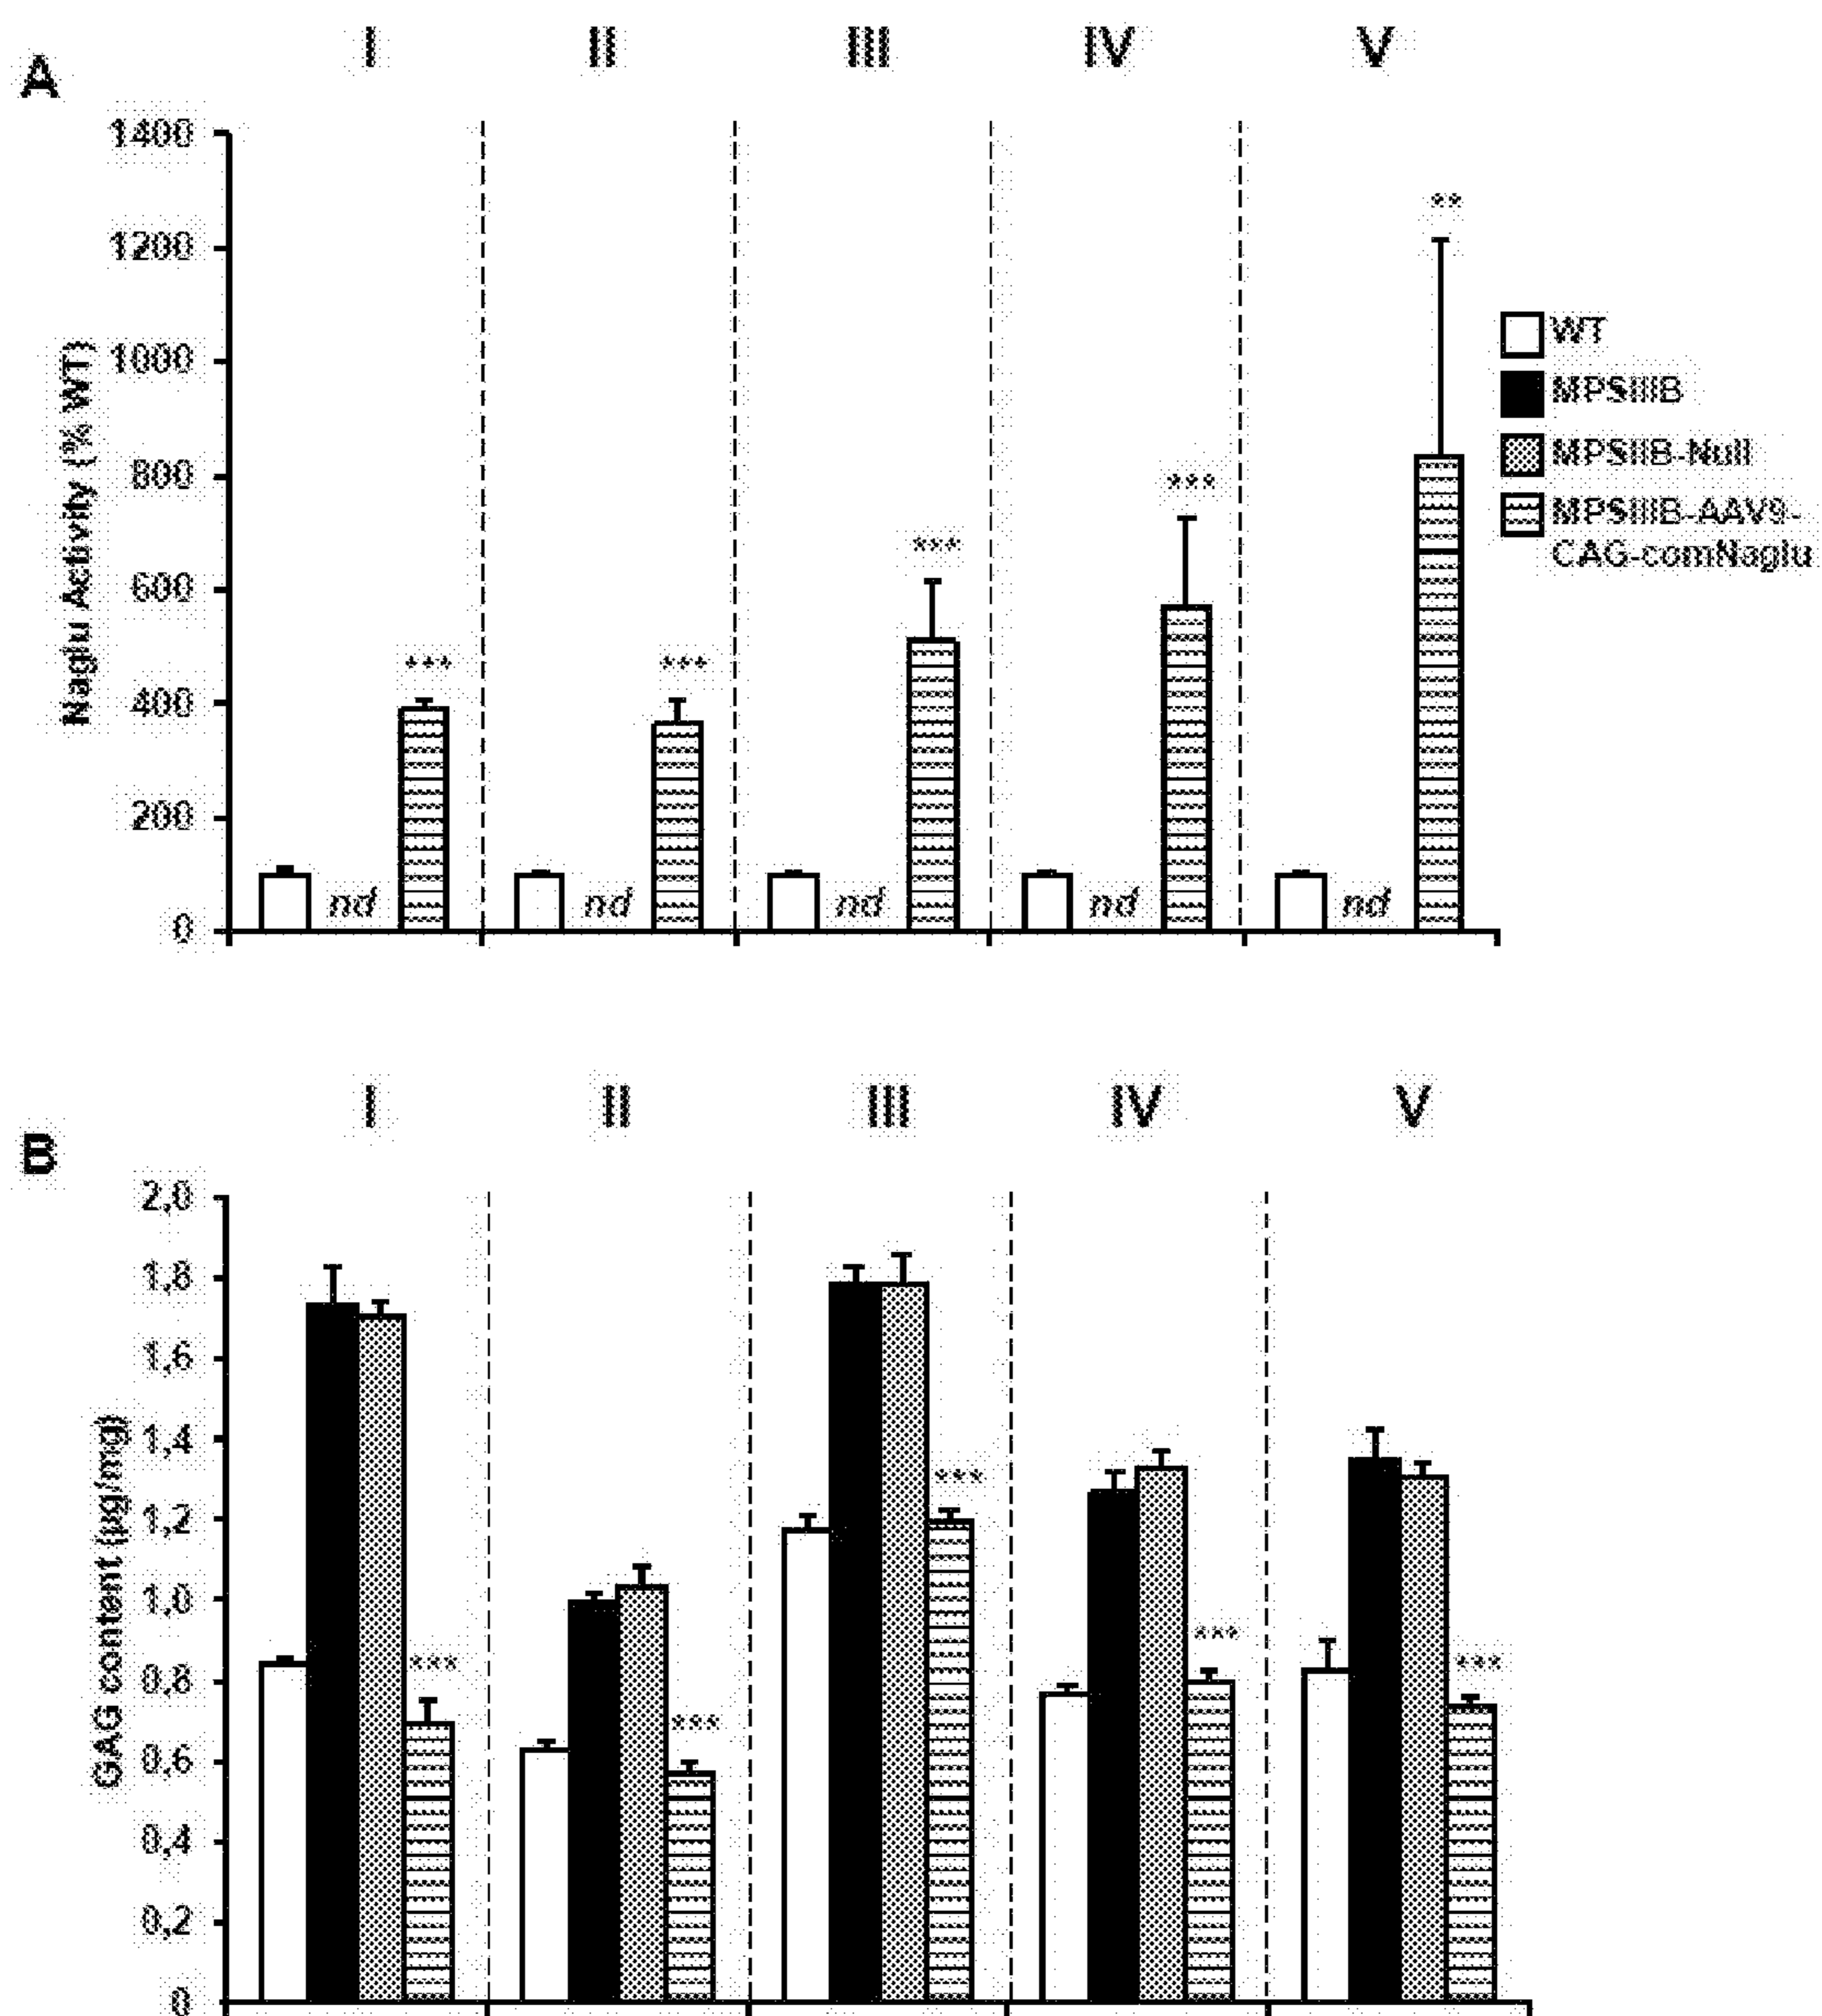 I II III IV V
A
1400
1200
1000
800
600
400
200
0
Naglu Activity (% WT)
***
***
***
***
**
nd nd nd nd nd
WT
MPSIIIB
MPSIIB-Null
MPSIIIB-AAV9-
CAG-comNaglu
I II III IV V
B
2,0
1,8
1,6
1,4
1,2
1,0
0,8
0,6
0,4
0,2
0
GAG content (µg/mg)
***
***
***
***
***